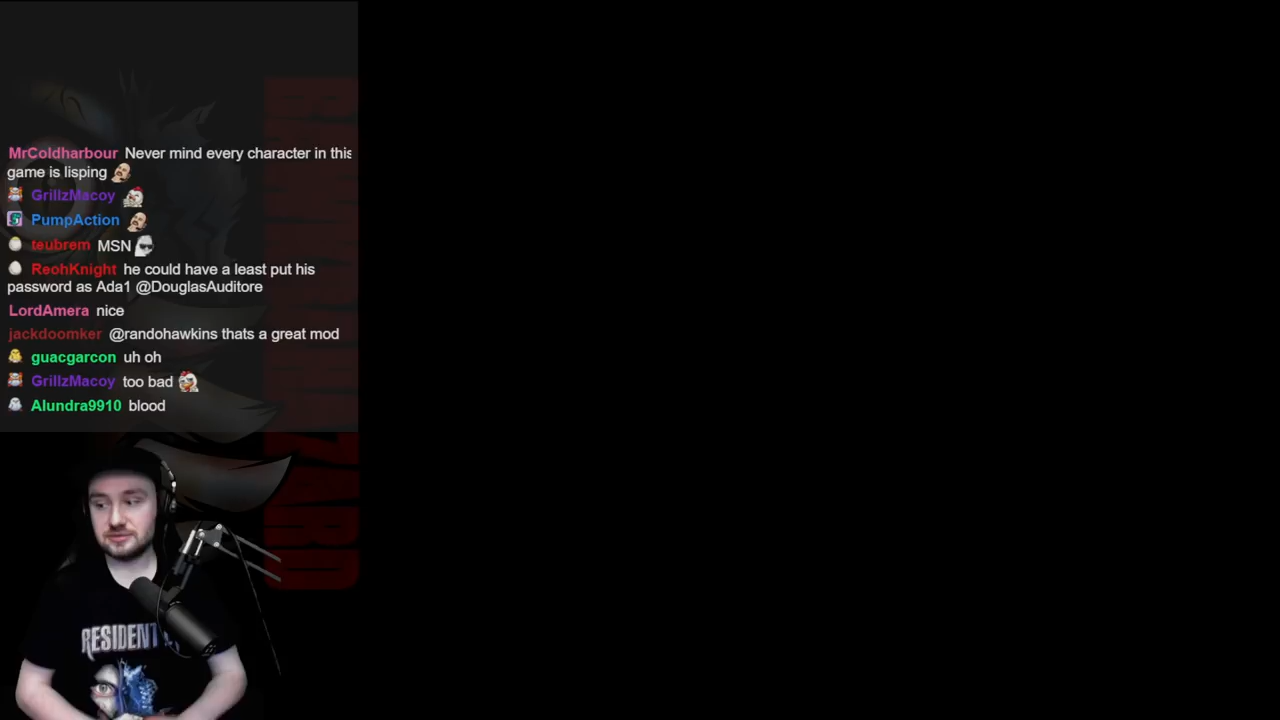 MrColdharbour Never mind every character in this
game is lisping
GrillzMacoy
PumpAction
teubrem MSN
ReohKnight he could have a least put his
password as Ada1 @DouglasAuditore
LordAmera nice
jackdoomker @randohawkins thats a great mod
guacgarcon uh oh
GrillzMacoy too bad
Alundra9910 blood
RESIDENT